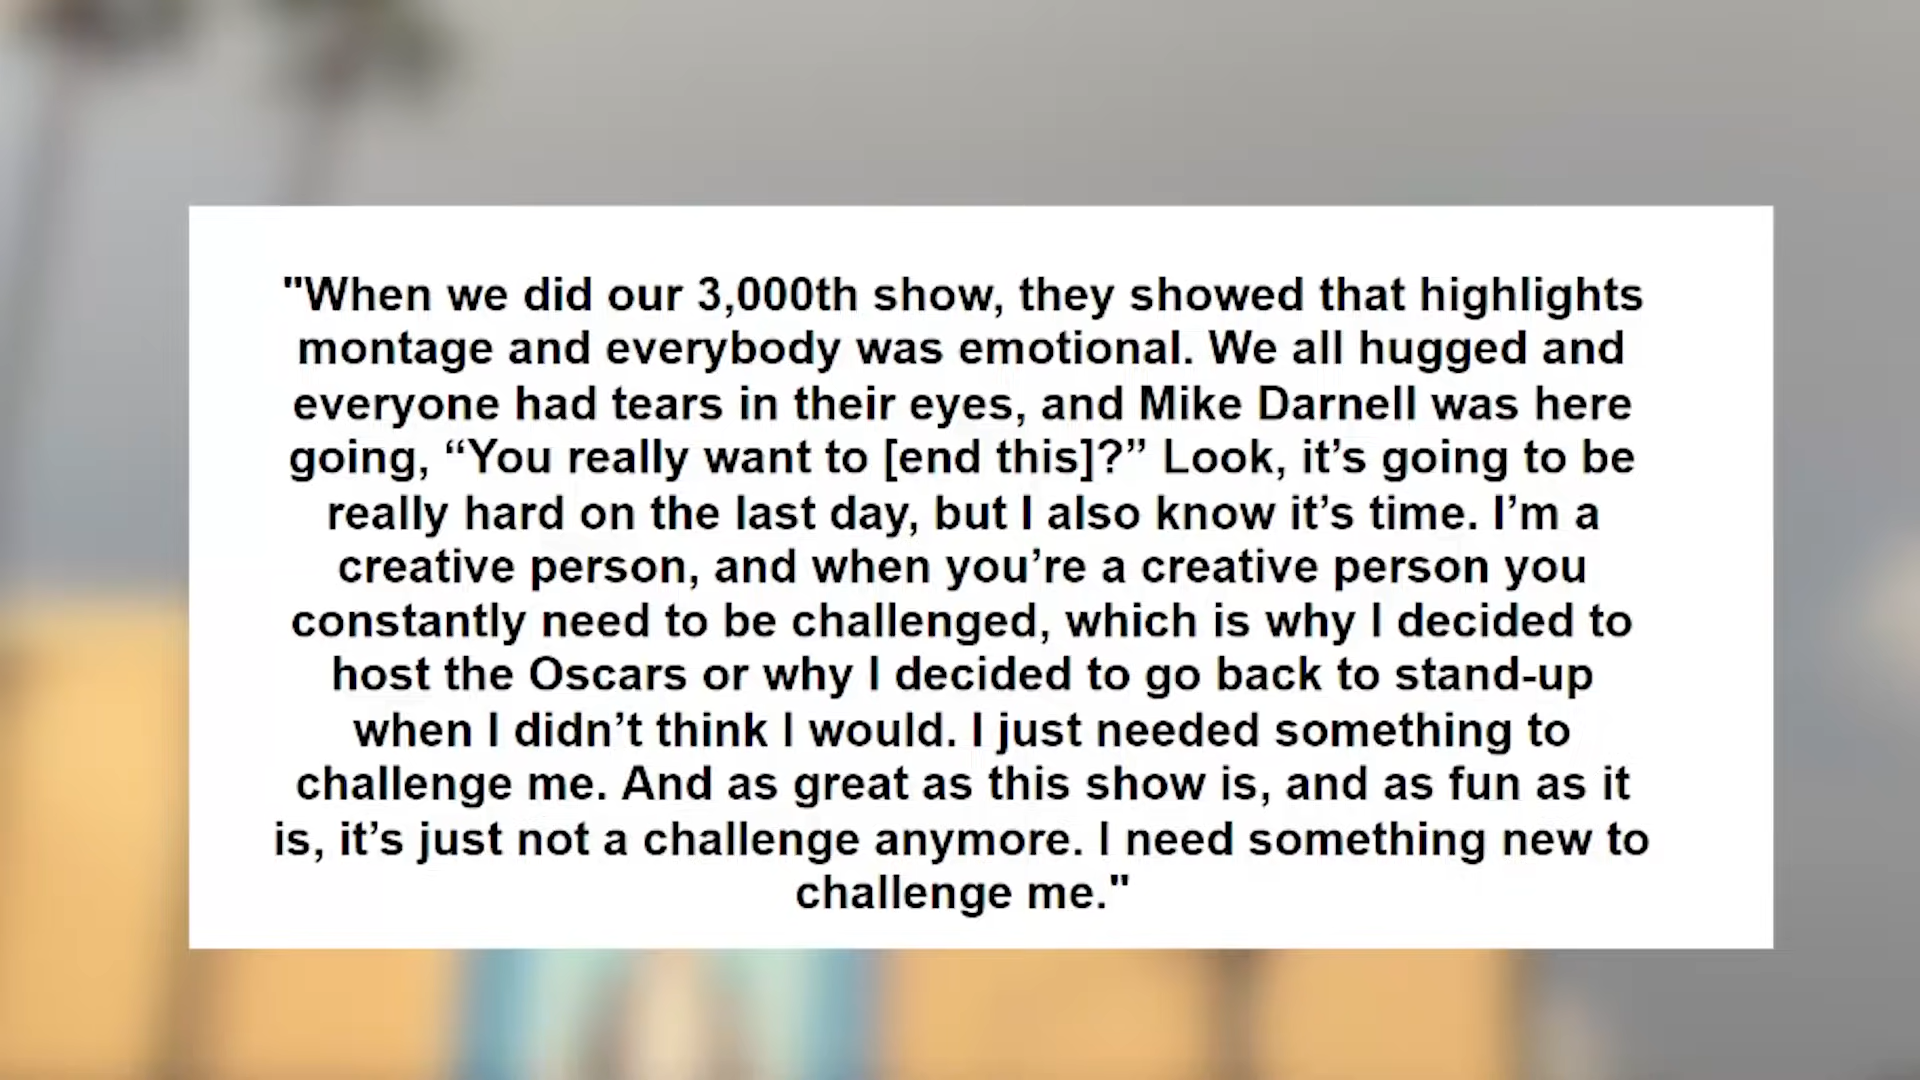 "When we did our 3,000th show, they showed that highlights
montage and everybody was emotional. We all hugged and
everyone had tears in their eyes, and Mike Darnell was here
going, “You really want to [end this]?” Look, it’s going to be
really hard on the last day, but I also know it’s time. I’m a
creative person, and when you’re a creative person you
constantly need to be challenged, which is why I decided to
host the Oscars or why I decided to go back to stand-up
when I didn’t think I would. I just needed something to
challenge me. And as great as this show is, and as fun as it
is, it’s just not a challenge anymore. I need something new to
challenge me."